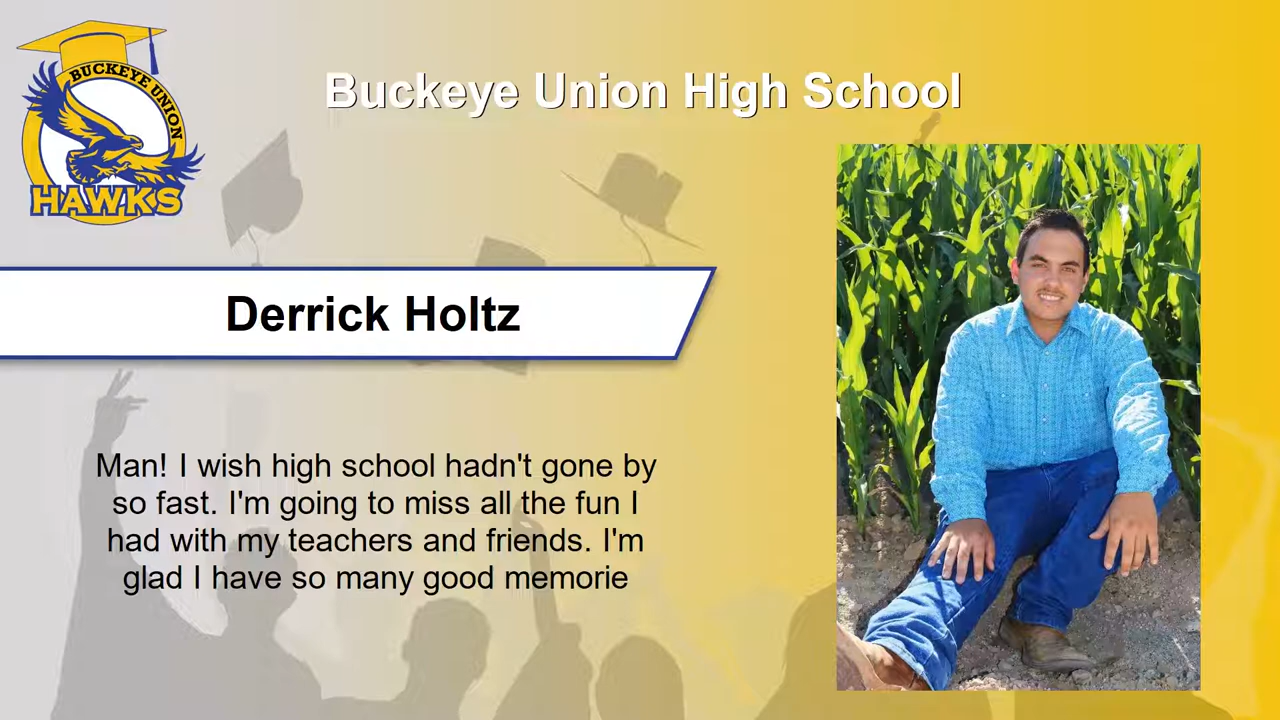 BUCKEYE UNION
HAWKS
Buckeye Union High School
Derrick Holtz
Man! I wish high school hadn't gone by
so fast. I'm going to miss all the fun I
had with my teachers and friends. I'm
glad I have so many good memorie